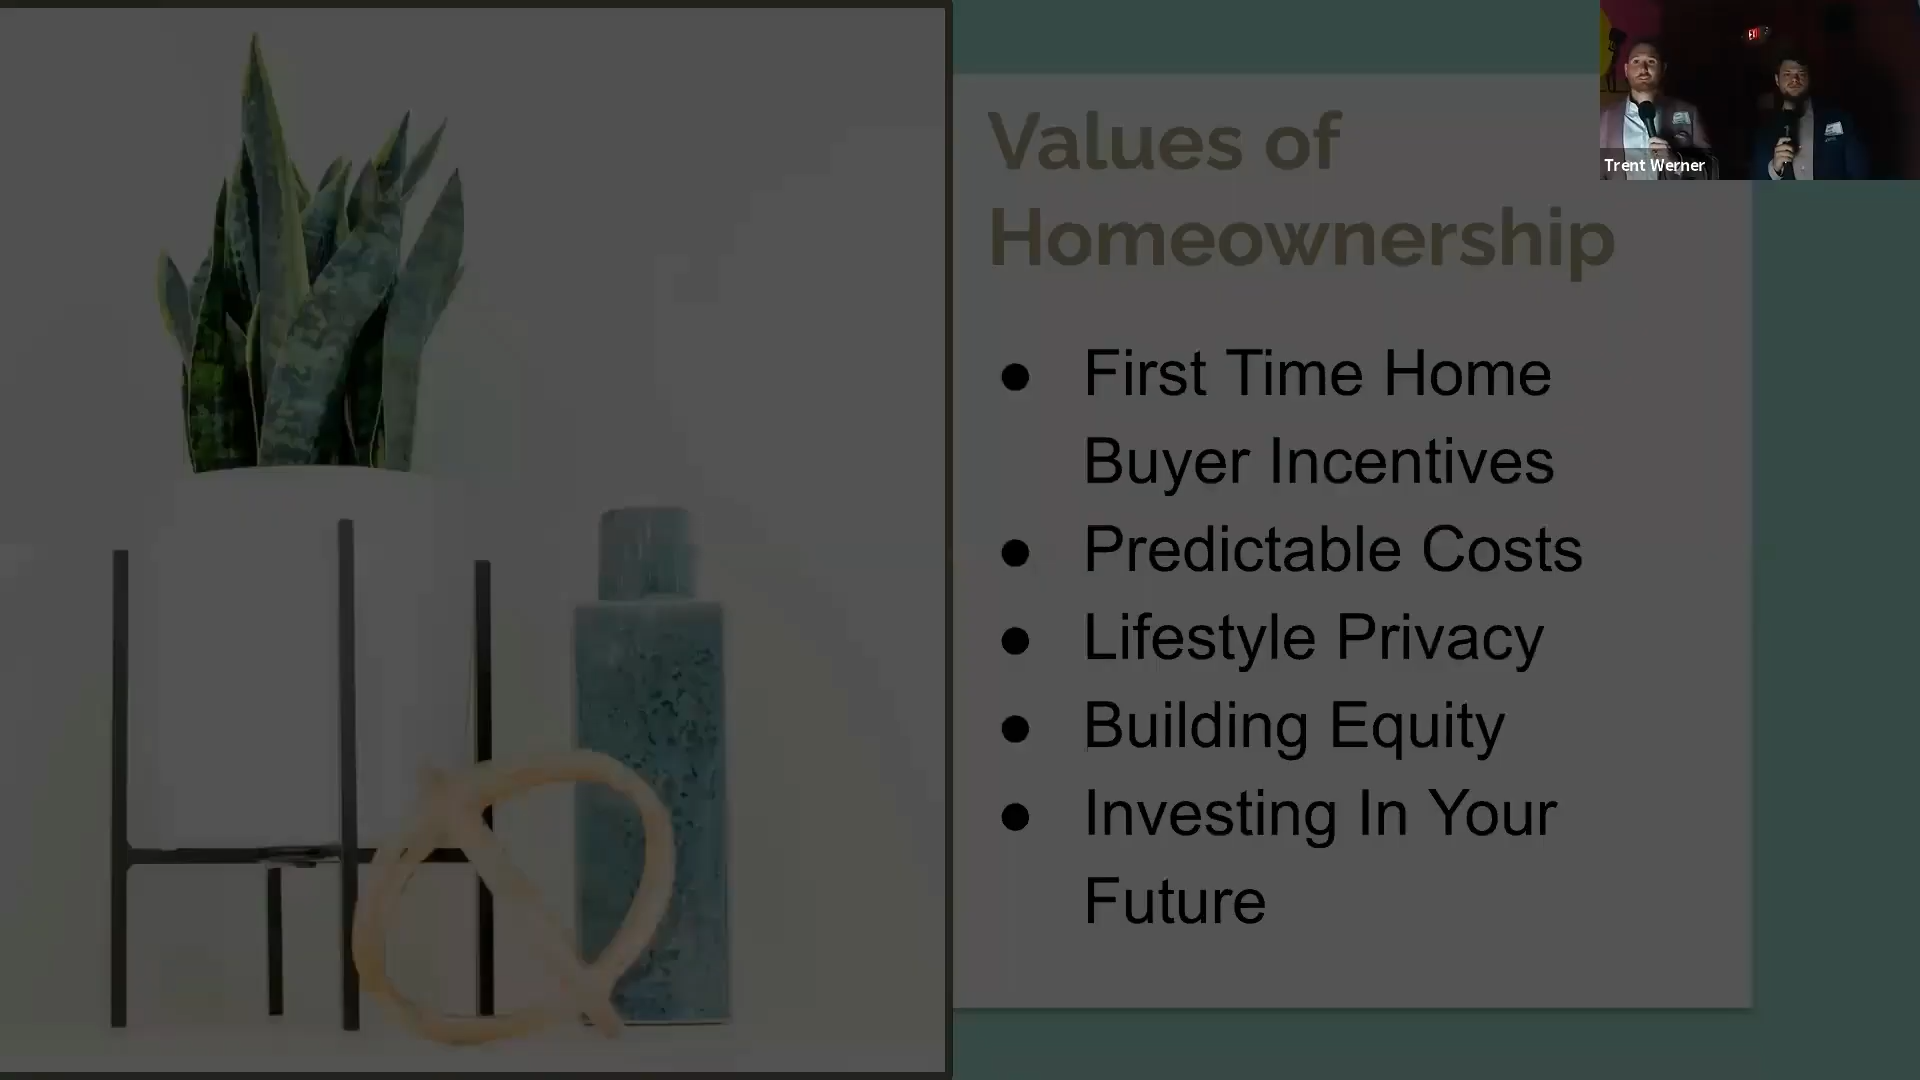 Values of
Homeownership
● First Time Home
Buyer Incentives
● Predictable Costs
● Lifestyle Privacy
● Building Equity
● Investing In Your
Future
EXIT
Trent Werner